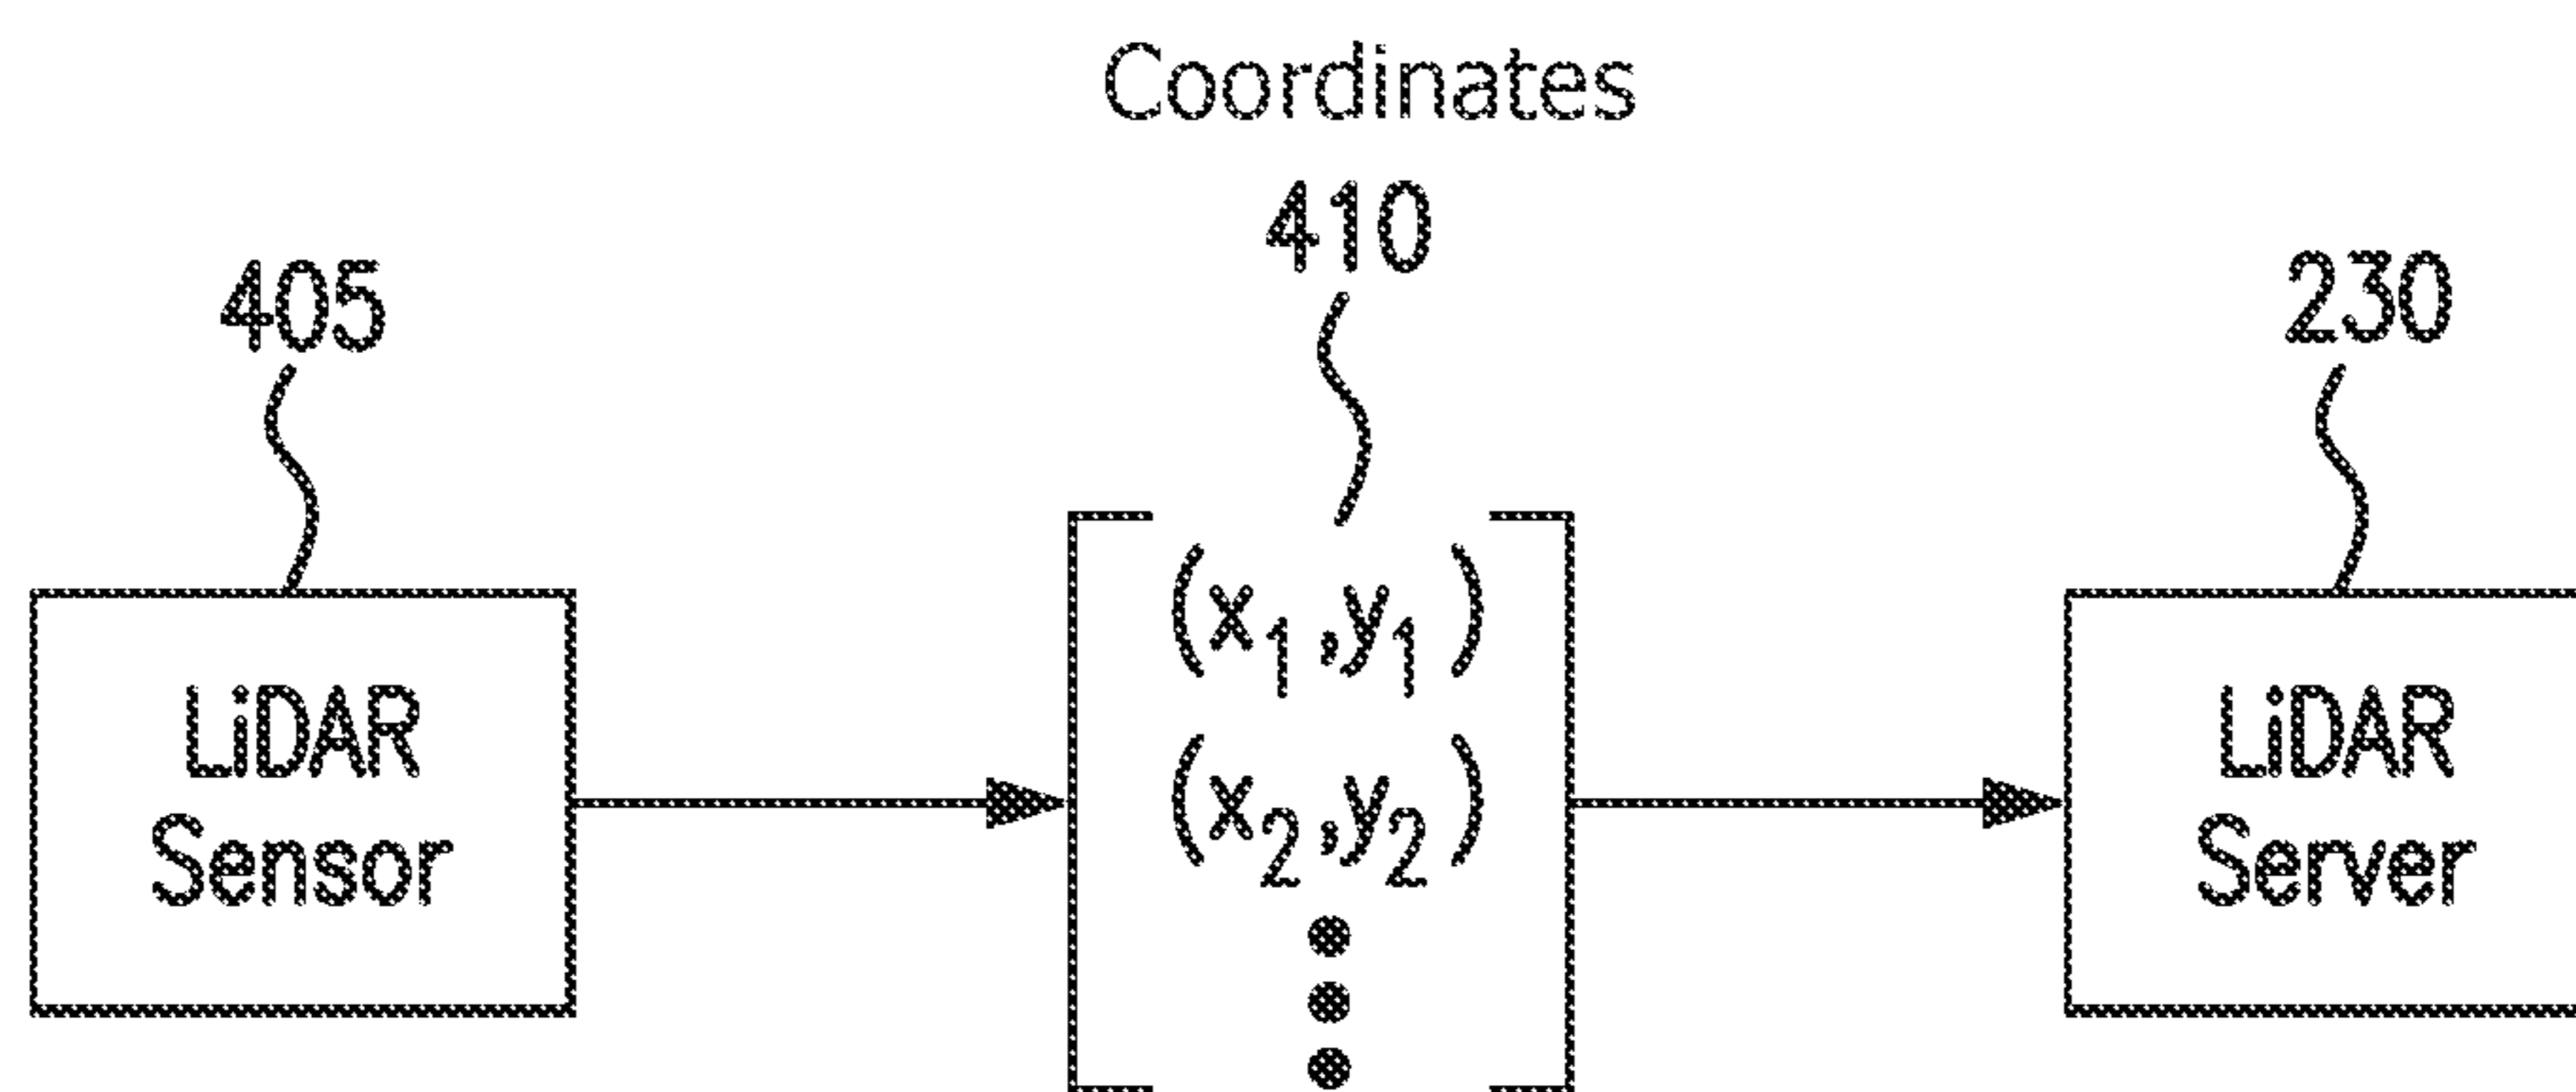 Coordinates
410
405
230
(x₁,y₁)
(x₂,y₂)
LiDAR
Sensor
LiDAR
Server